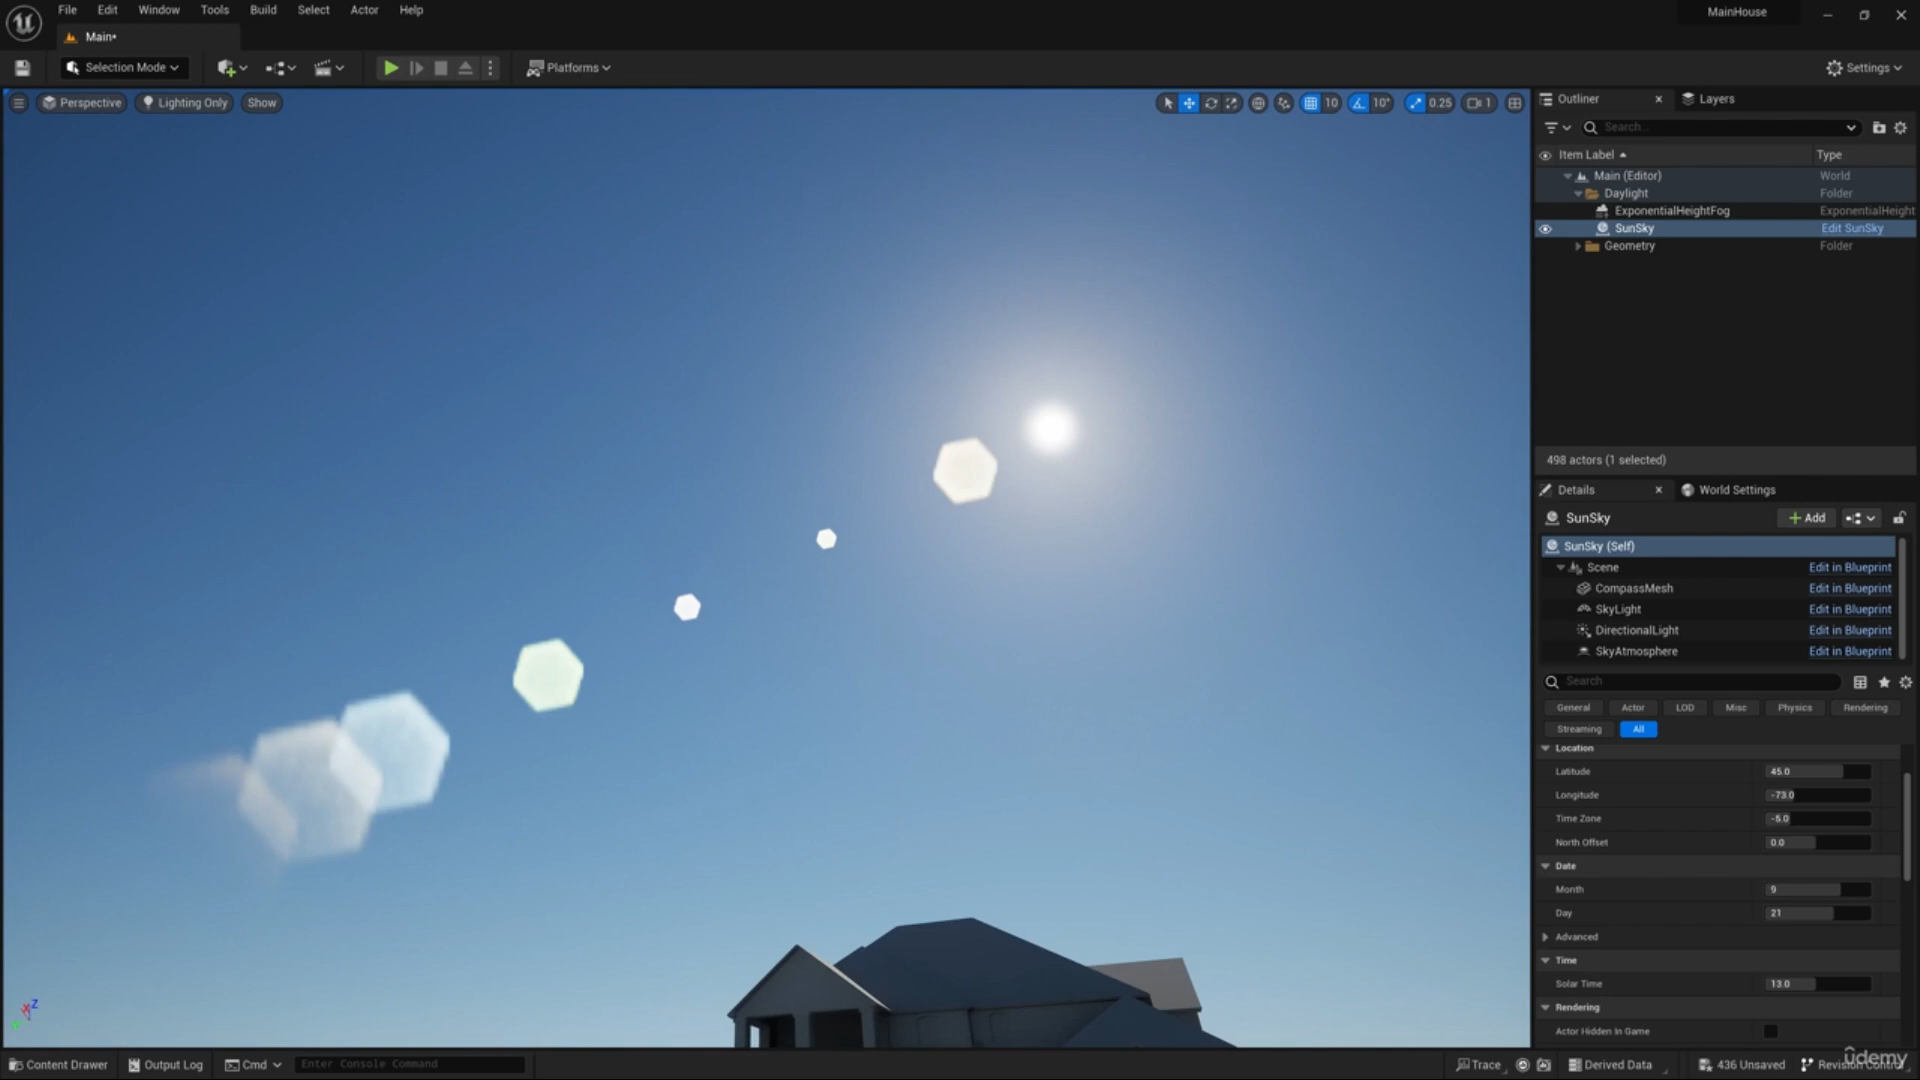 File Edit Window Tools Build Select Actor Help
MainHouse
Main•
Selection Mode
Platforms
Settings
Perspective Lighting Only Show
10 10° 0.25 1
Outliner Layers
Search...
Item Label Type
Main (Editor) World
Daylight Folder
ExponentialHeightFog ExponentialHeight
SunSky Edit SunSky
Geometry Folder
498 actors (1 selected)
Details World Settings
SunSky
Add
SunSky (Self)
Scene Edit in Blueprint
CompassMesh Edit in Blueprint
SkyLight Edit in Blueprint
DirectionalLight Edit in Blueprint
SkyAtmosphere Edit in Blueprint
Search
General Actor LOD Misc Physics Rendering
Streaming All
Location
Latitude 45.0
Longitude -73.0
Time Zone -5.0
North Offset 0.0
Date
Month 9
Day 21
Advanced
Time
Solar Time 13.0
Rendering
Actor Hidden In Game
Z
X
Content Drawer Output Log Cmd Enter Console Command
Trace Derived Data 436 Unsaved Revision Control
ûdemy